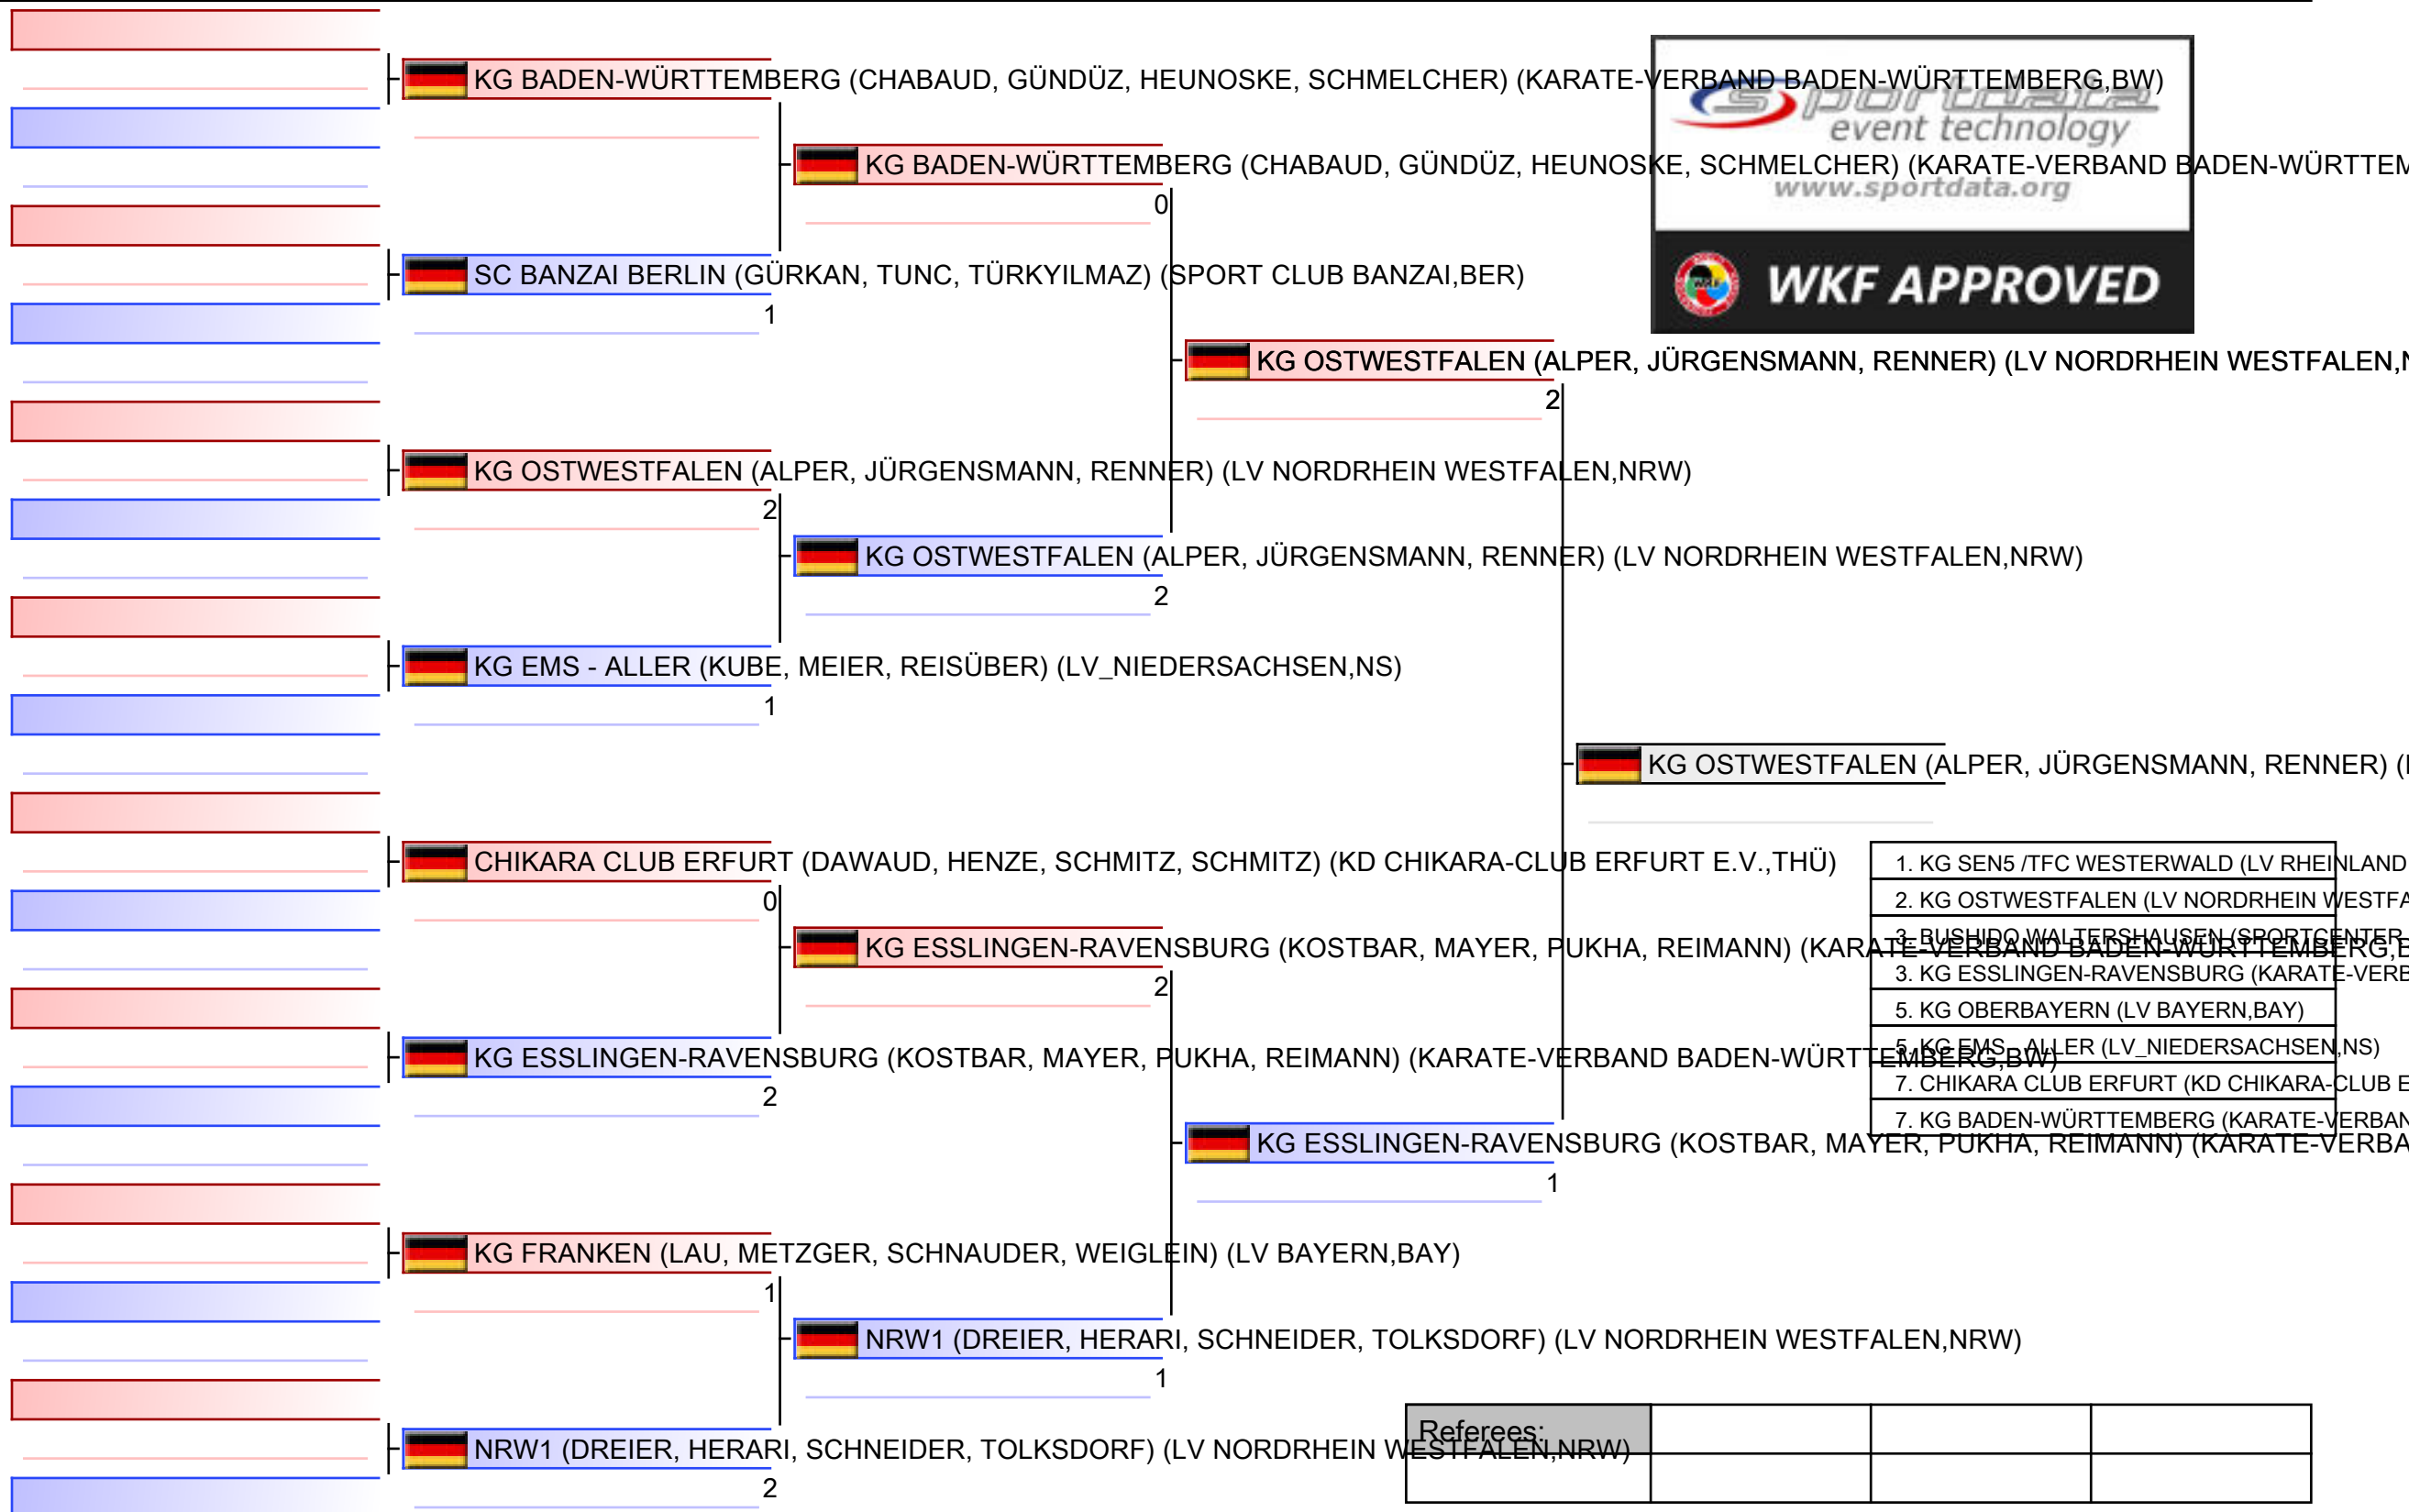 KG BADEN-WÜRTTEMBERG (CHABAUD, GÜNDÜZ, HEUNOSKE, SCHMELCHER) (KARATE-VERBAND BADEN-WÜRTTEMBERG,BW)
sportdata
event technology
www.sportdata.org
WKF APPROVED
KG BADEN-WÜRTTEMBERG (CHABAUD, GÜNDÜZ, HEUNOSKE, SCHMELCHER) (KARATE-VERBAND BADEN-WÜRTTEM
0
SC BANZAI BERLIN (GÜRKAN, TUNC, TÜRKYILMAZ) (SPORT CLUB BANZAI,BER)
1
KG OSTWESTFALEN (ALPER, JÜRGENSMANN, RENNER) (LV NORDRHEIN WESTFALEN,
2
KG OSTWESTFALEN (ALPER, JÜRGENSMANN, RENNER) (LV NORDRHEIN WESTFALEN,NRW)
2
KG OSTWESTFALEN (ALPER, JÜRGENSMANN, RENNER) (LV NORDRHEIN WESTFALEN,NRW)
2
KG EMS - ALLER (KUBE, MEIER, REISÜBER) (LV_NIEDERSACHSEN,NS)
1
KG OSTWESTFALEN (ALPER, JÜRGENSMANN, RENNER) (
CHIKARA CLUB ERFURT (DAWAUD, HENZE, SCHMITZ, SCHMITZ) (KD CHIKARA-CLUB ERFURT E.V.,THÜ)
0
KG ESSLINGEN-RAVENSBURG (KOSTBAR, MAYER, PUKHA, REIMANN) (KARATE-VERBAND BADEN-WÜRTTEMBERG,B
2
KG ESSLINGEN-RAVENSBURG (KOSTBAR, MAYER, PUKHA, REIMANN) (KARATE-VERBAND BADEN-WÜRTTEMBERG,BW)
2
KG ESSLINGEN-RAVENSBURG (KOSTBAR, MAYER, PUKHA, REIMANN) (KARATE-VERBA
1
1. KG SEN5 /TFC WESTERWALD (LV RHEINLAND
2. KG OSTWESTFALEN (LV NORDRHEIN WESTFA
3. BUSHIDO WALTERSHAUSEN (SPORTCENTER
3. KG ESSLINGEN-RAVENSBURG (KARATE-VERB
5. KG OBERBAYERN (LV BAYERN,BAY)
5. KG EMS - ALLER (LV_NIEDERSACHSEN,NS)
7. CHIKARA CLUB ERFURT (KD CHIKARA-CLUB E
7. KG BADEN-WÜRTTEMBERG (KARATE-VERBAN
KG FRANKEN (LAU, METZGER, SCHNAUDER, WEIGLEIN) (LV BAYERN,BAY)
1
NRW1 (DREIER, HERARI, SCHNEIDER, TOLKSDORF) (LV NORDRHEIN WESTFALEN,NRW)
1
NRW1 (DREIER, HERARI, SCHNEIDER, TOLKSDORF) (LV NORDRHEIN WESTFALEN,NRW)
2
Referees: